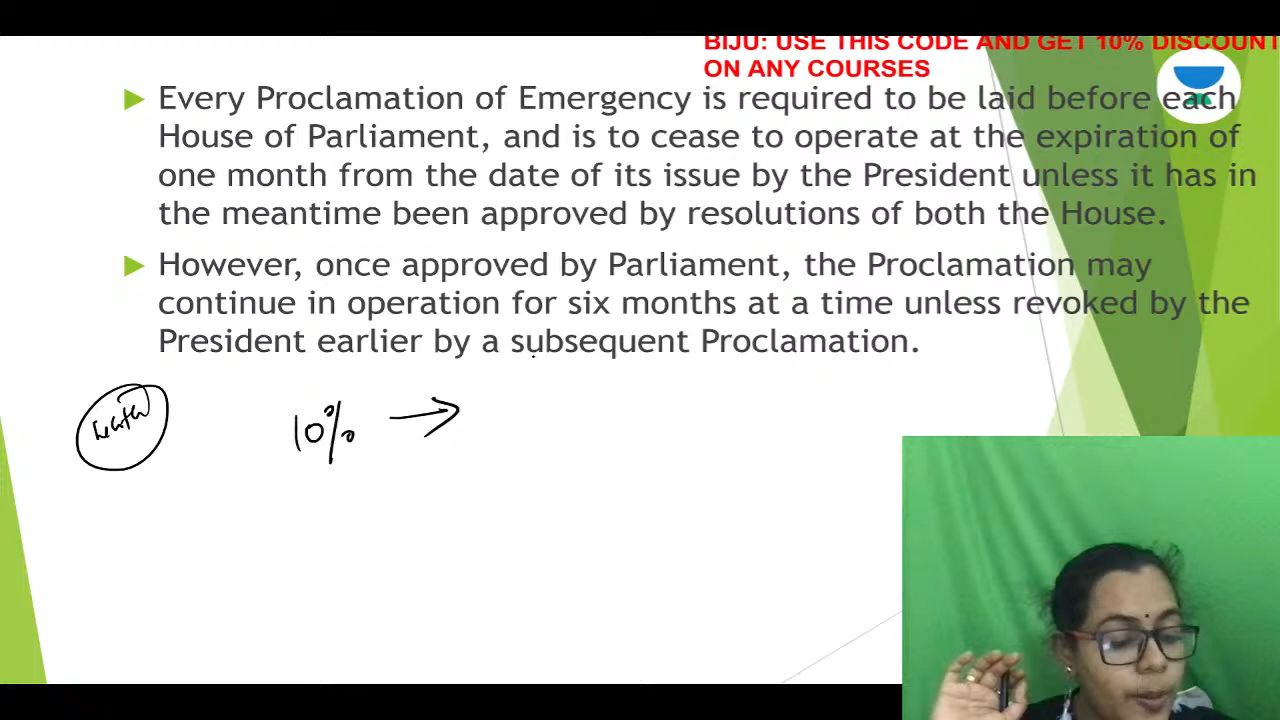 BIJU: USE THIS CODE AND GET 10% DISCOUNT
ON ANY COURSES
Every Proclamation of Emergency is required to be laid before each
House of Parliament, and is to cease to operate at the expiration of
one month from the date of its issue by the President unless it has in
the meantime been approved by resolutions of both the House.
However, once approved by Parliament, the Proclamation may
continue in operation for six months at a time unless revoked by the
President earlier by a subsequent Proclamation.
10%